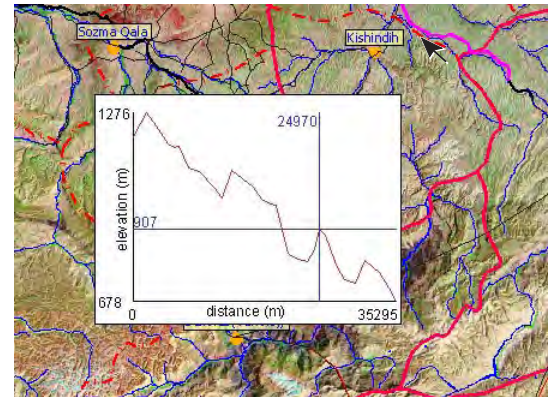 Sozma Qala
Kishindih
1276
24970
elevation (m)
907
678
0
distance (m)
35295